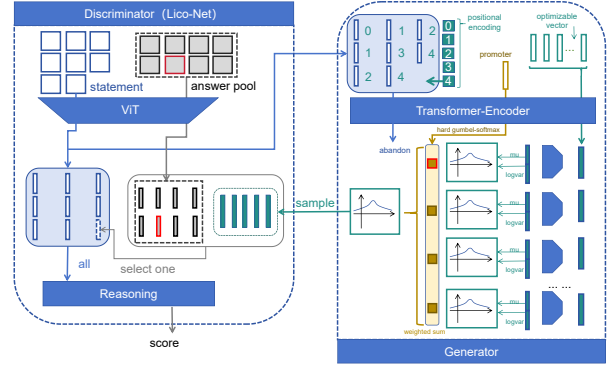 Discriminator (Lico-Net)
statement
answer pool
ViT
all
select one
Reasoning
score
sample
0 1 2
1 3 4
2 4
0
1
2
3
4
positional
encoding
promoter
optimizable
vector
...
Transformer-Encoder
abandon
hard gumbel-softmax
mu
logvar
mu
logvar
mu
logvar
... ...
mu
logvar
weighted sum
Generator